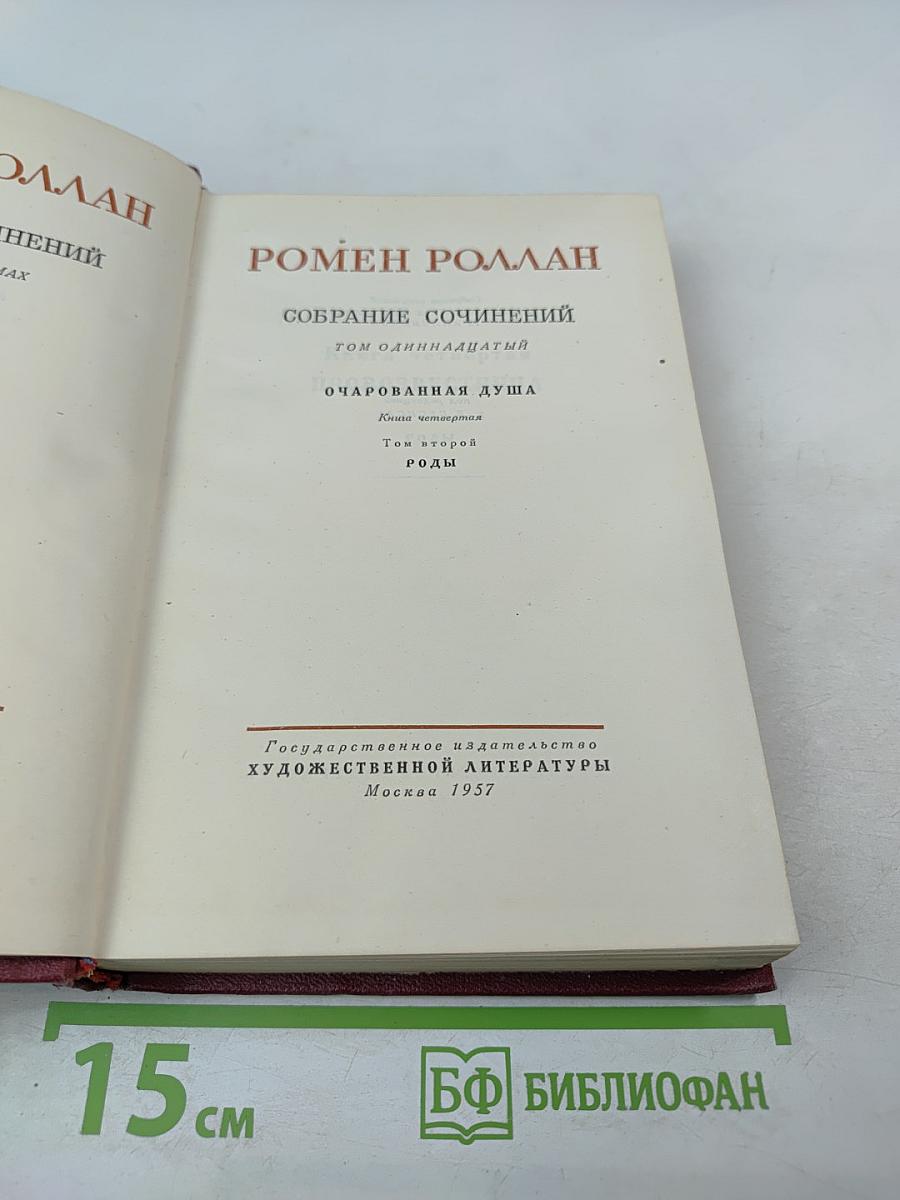 ОЛЛАН
ИНЕНИЙ
МАХ
РОМЕН РОЛЛАН
СОБРАНИЕ СОЧИНЕНИЙ
ТОМ ОДИННАДЦАТЫЙ
ОЧАРОВАННАЯ ДУША
Книга четвертая
Том второй
РОДЫ
Государственное издательство
ХУДОЖЕСТВЕННОЙ ЛИТЕРАТУРЫ
Москва 1957
15 см
БФ БИБЛИОФАН